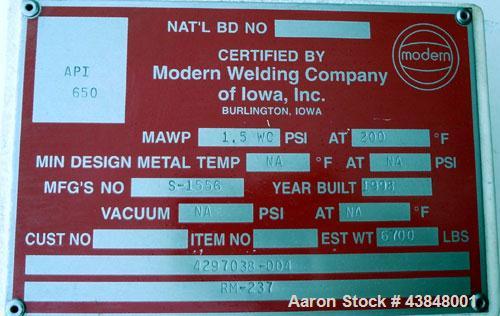 NAT'L BD NO
modern
API
650
CERTIFIED BY
Modern Welding Company
of Iowa, Inc.
BURLINGTON, IOWA
MAWP 1.5 WC PSI AT 200 °F
MIN DESIGN METAL TEMP NA °F AT NA PSI
MFG'S NO S-1556 YEAR BUILT 1998
VACUUM NA PSI AT NA °F
CUST NO ITEM NO EST WT 6700 LBS
4297038-004
RM-237
Aaron Stock # 43848001